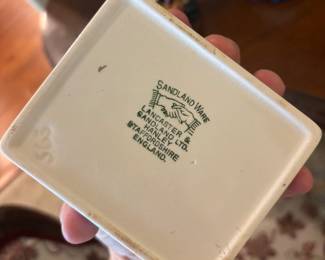 SANDLAND WARE
LANCASTER &
SANDLAND LTD.
HANLEY
STAFFORDSHIRE
ENGLAND.